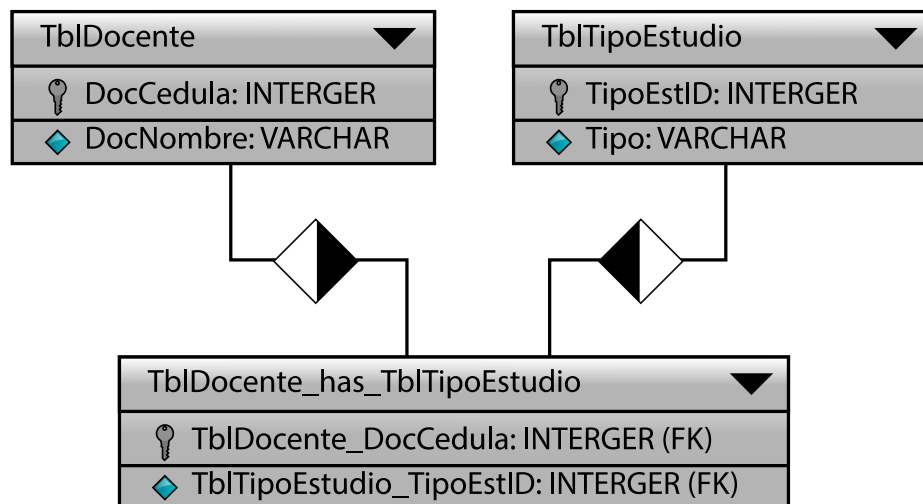 TblDocente
DocCedula: INTERGER
DocNombre: VARCHAR
TblTipoEstudio
TipoEstID: INTERGER
Tipo: VARCHAR
TblDocente_has_TblTipoEstudio
TblDocente_DocCedula: INTERGER (FK)
TblTipoEstudio_TipoEstID: INTERGER (FK)